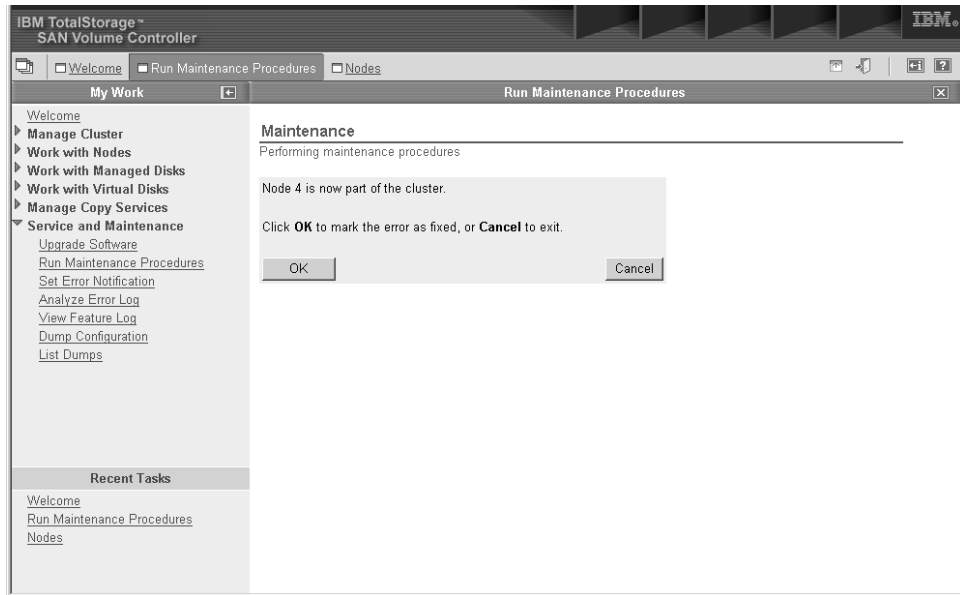 IBM TotalStorage™
SAN Volume Controller
IBM®
Welcome
Run Maintenance Procedures
Nodes
?
My Work
Run Maintenance Procedures
Welcome
Manage Cluster
Work with Nodes
Work with Managed Disks
Work with Virtual Disks
Manage Copy Services
Service and Maintenance
Upgrade Software
Run Maintenance Procedures
Set Error Notification
Analyze Error Log
View Feature Log
Dump Configuration
List Dumps
Recent Tasks
Welcome
Run Maintenance Procedures
Nodes
Maintenance
Performing maintenance procedures
Node 4 is now part of the cluster.
Click OK to mark the error as fixed, or Cancel to exit.
OK
Cancel